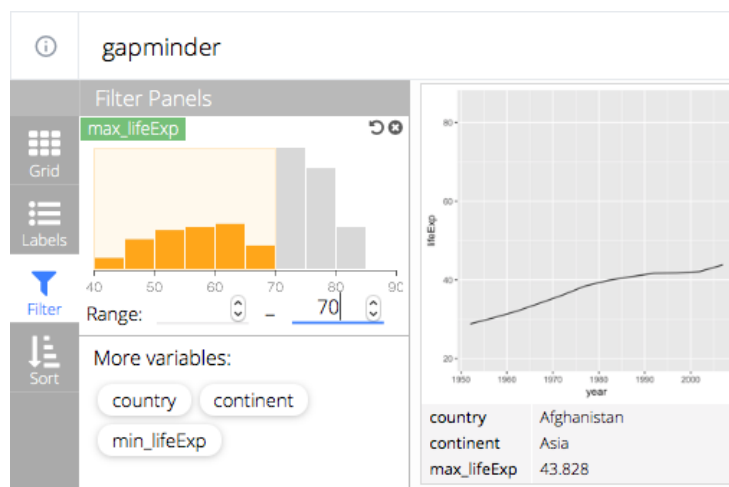 gapminder
Filter Panels
max_lifeExp
40 50 60 70 80 90
Range: – 70
More variables:
country continent
min_lifeExp
Grid
Labels
Filter
Sort
80
60
40
20
lifeExp
1950 1960 1970 1980 1990 2000
year
country Afghanistan
continent Asia
max_lifeExp 43.828